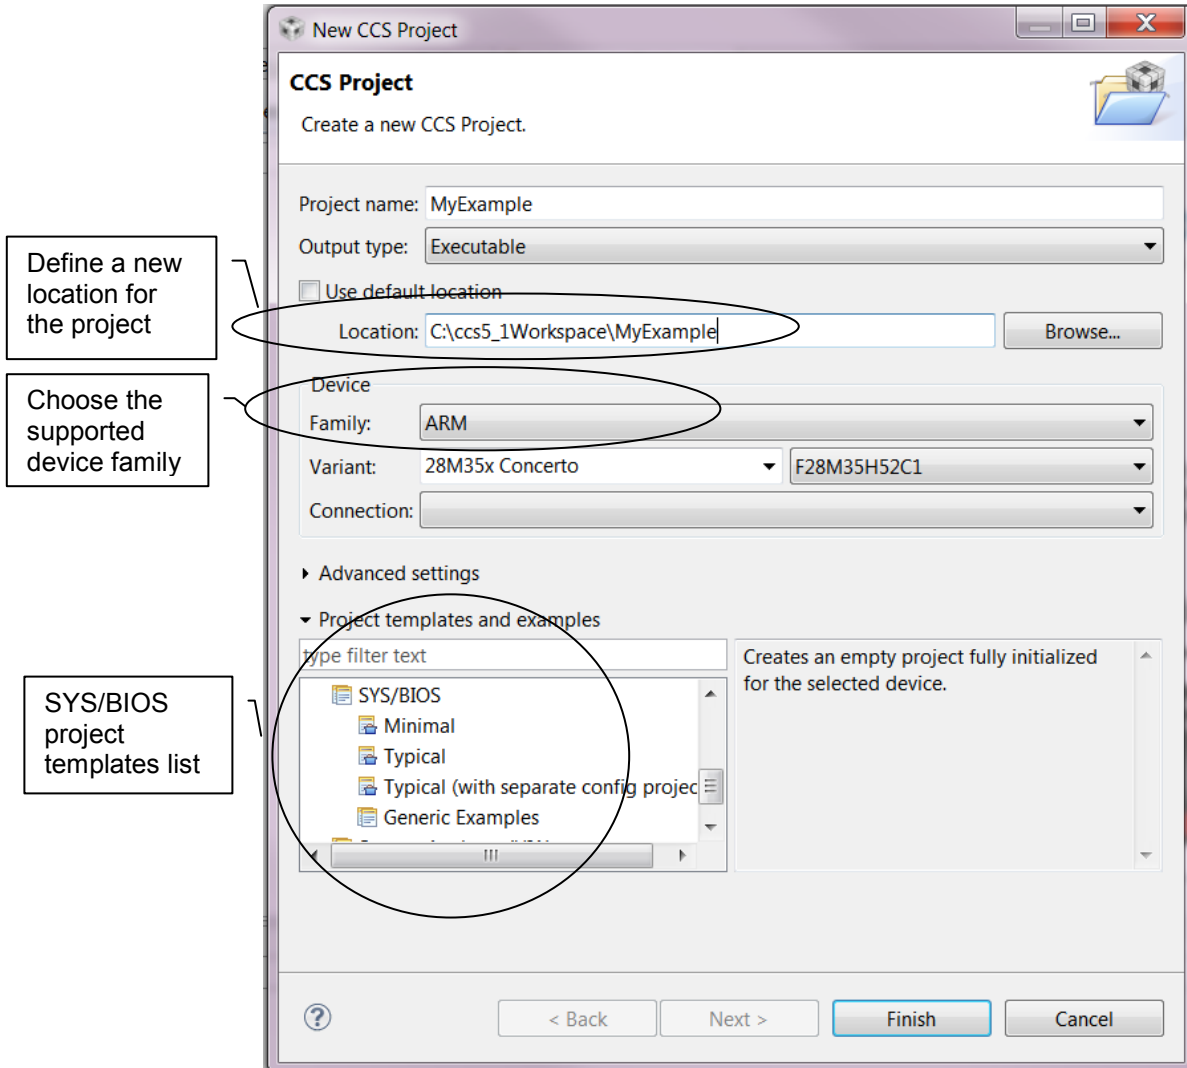 New CCS Project
CCS Project
Create a new CCS Project.
Project name: MyExample
Output type: Executable
Use default location
Location: C:\ccs5_1Workspace\MyExample
Browse...
Define a new
location for
the project
Device
Family: ARM
Variant: 28M35x Concerto F28M35H52C1
Connection:
Choose the
supported
device family
Advanced settings
Project templates and examples
type filter text
SYS/BIOS
Minimal
Typical
Typical (with separate config projec
Generic Examples
Creates an empty project fully initialized
for the selected device.
SYS/BIOS
project
templates list
< Back
Next >
Finish
Cancel